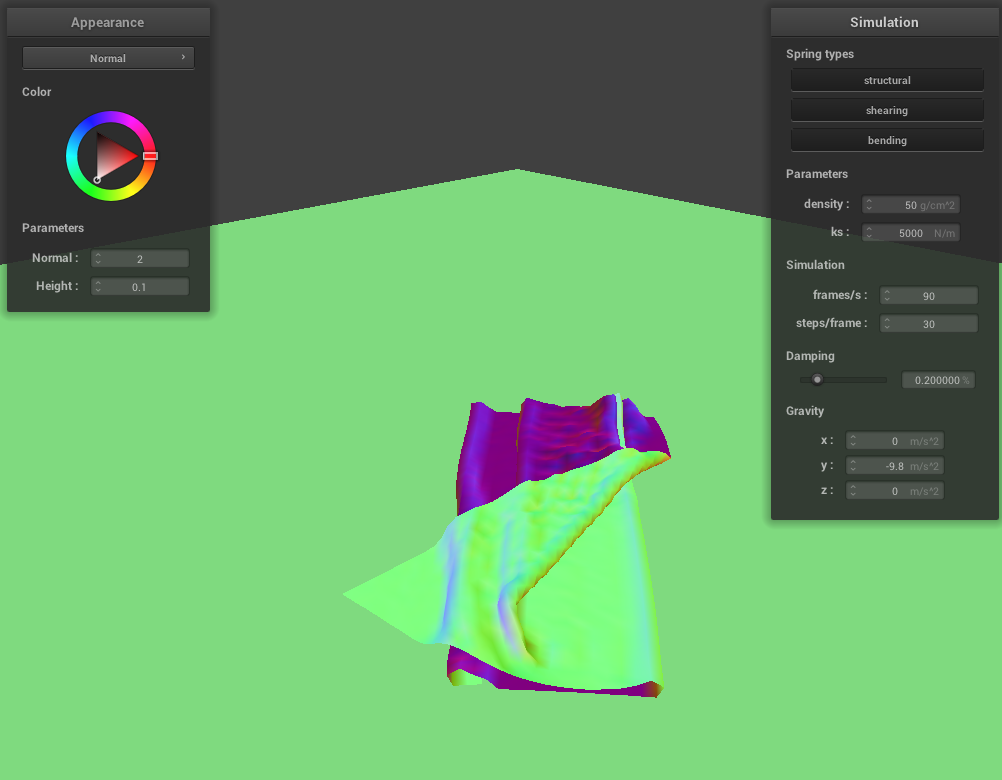 Appearance
Normal
Color
Parameters
Normal : 2
Height : 0.1
Simulation
Spring types
structural
shearing
bending
Parameters
density : 50 g/cm^2
ks : 5000 N/m
Simulation
frames/s : 90
steps/frame : 30
Damping
0.200000 %
Gravity
x : 0 m/s^2
y : -9.8 m/s^2
z : 0 m/s^2